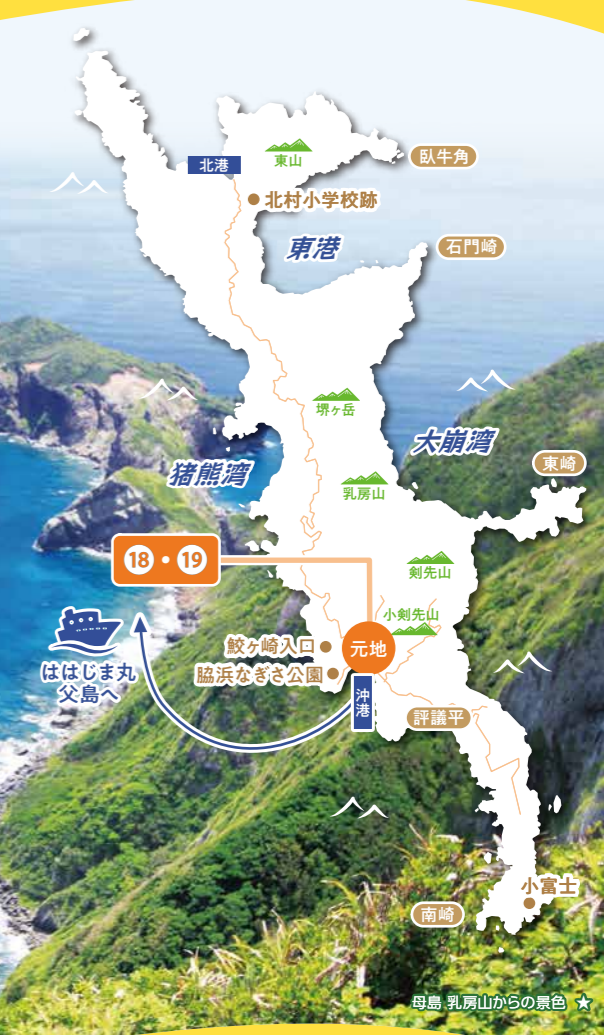 北港
東山
臥牛角
北村小学校跡
東港
石門崎
堺ヶ岳
大崩湾
猪熊湾
東崎
乳房山
18・19
剣先山
小剣先山
鮫ヶ崎入口
元地
脇浜なぎさ公園
ははじま丸
父島へ
沖港
評議平
小富士
南崎
母島 乳房山からの景色 ★